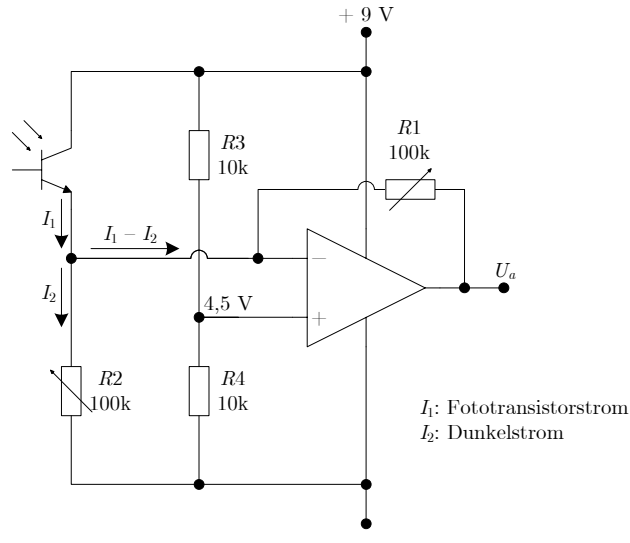 + 9 V
R1
100k
R3
10k
I₁
I₁ – I₂
−
Uₐ
I₂
4,5 V
+
R2
100k
R4
10k
I₁: Fototransistorstrom
I₂: Dunkelstrom